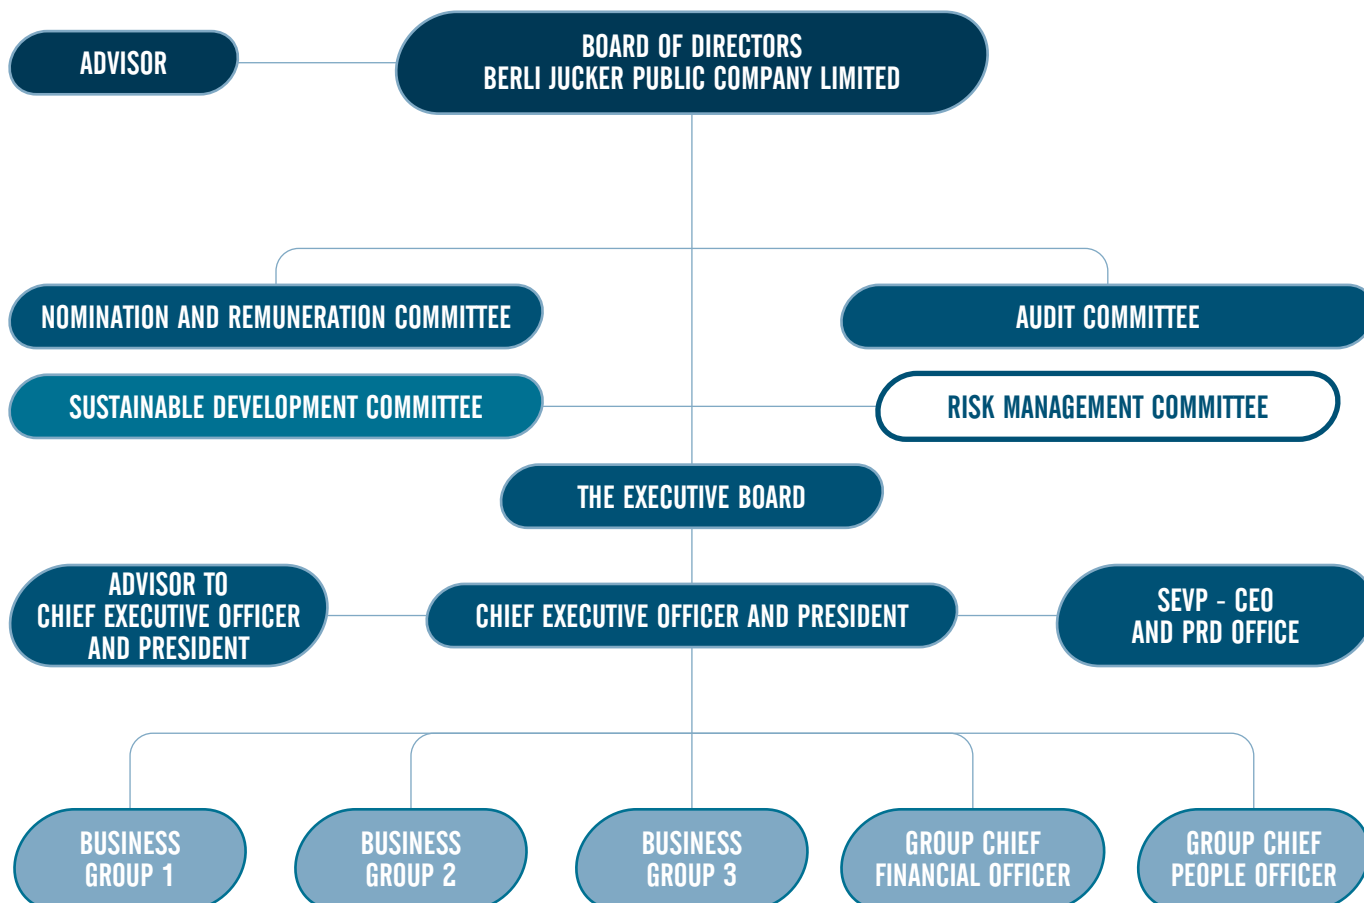 ADVISOR
BOARD OF DIRECTORS
BERLI JUCKER PUBLIC COMPANY LIMITED
NOMINATION AND REMUNERATION COMMITTEE
AUDIT COMMITTEE
SUSTAINABLE DEVELOPMENT COMMITTEE
RISK MANAGEMENT COMMITTEE
THE EXECUTIVE BOARD
ADVISOR TO
CHIEF EXECUTIVE OFFICER
AND PRESIDENT
CHIEF EXECUTIVE OFFICER AND PRESIDENT
SEVP - CEO
AND PRD OFFICE
BUSINESS
GROUP 1
BUSINESS
GROUP 2
BUSINESS
GROUP 3
GROUP CHIEF
FINANCIAL OFFICER
GROUP CHIEF
PEOPLE OFFICER